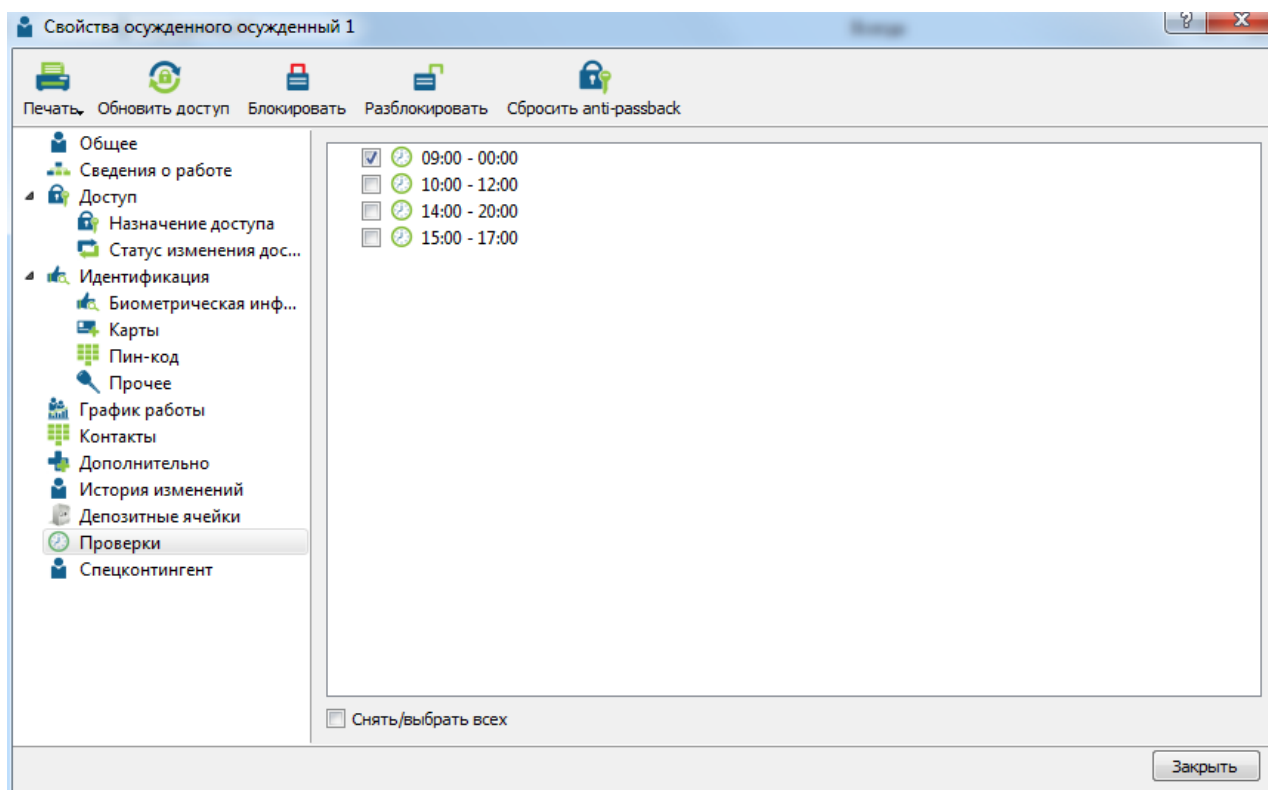 Свойства осужденного осужденный 1
Печать Обновить доступ Блокировать Разблокировать Сбросить anti-passback
Общее
Сведения о работе
Доступ
Назначение доступа
Статус изменения дос...
Идентификация
Биометрическая инф...
Карты
Пин-код
Прочее
График работы
Контакты
Дополнительно
История изменений
Депозитные ячейки
Проверки
Спецконтингент
09:00 - 00:00
10:00 - 12:00
14:00 - 20:00
15:00 - 17:00
Снять/выбрать всех
Закрыть